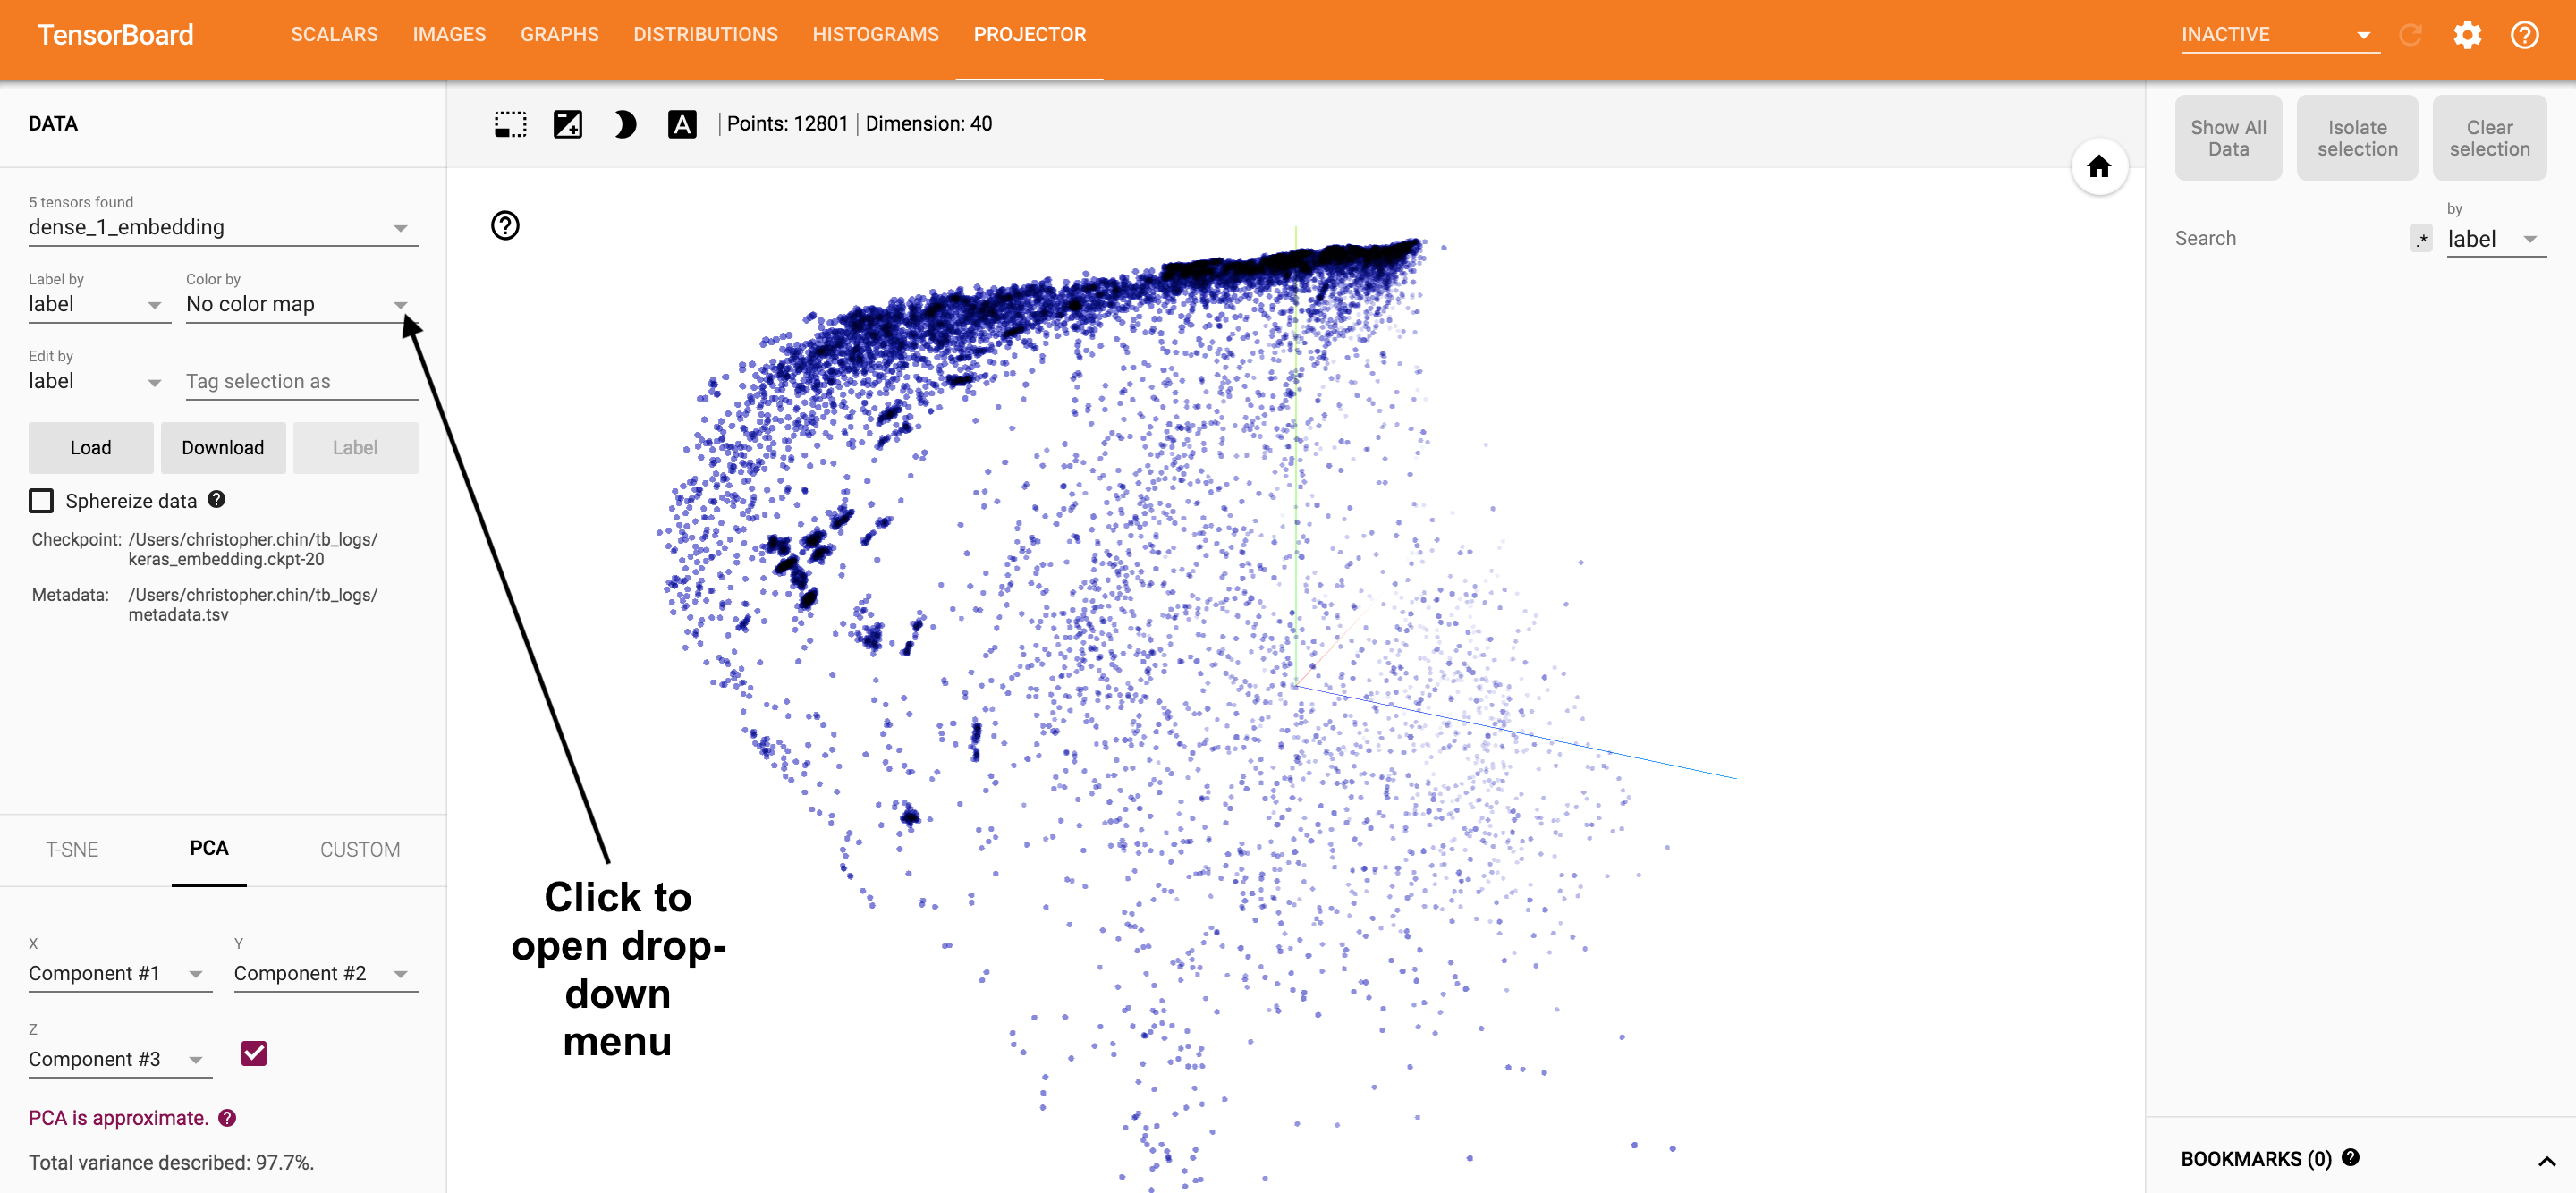 TensorBoard
SCALARS
IMAGES
GRAPHS
DISTRIBUTIONS
HISTOGRAMS
PROJECTOR
INACTIVE
DATA
5 tensors found
dense_1_embedding
Label by
label
Color by
No color map
Edit by
label
Tag selection as
Load
Download
Label
Sphereize data
Checkpoint: /Users/christopher.chin/tb_logs/
keras_embedding.ckpt-20
Metadata: /Users/christopher.chin/tb_logs/
metadata.tsv
T-SNE
PCA
CUSTOM
X
Component #1
Y
Component #2
Z
Component #3
PCA is approximate.
Total variance described: 97.7%.
A
Points: 12801 | Dimension: 40
Click to
open drop-
down
menu
Show All
Data
Isolate
selection
Clear
selection
Search
.*
by
label
BOOKMARKS (0)